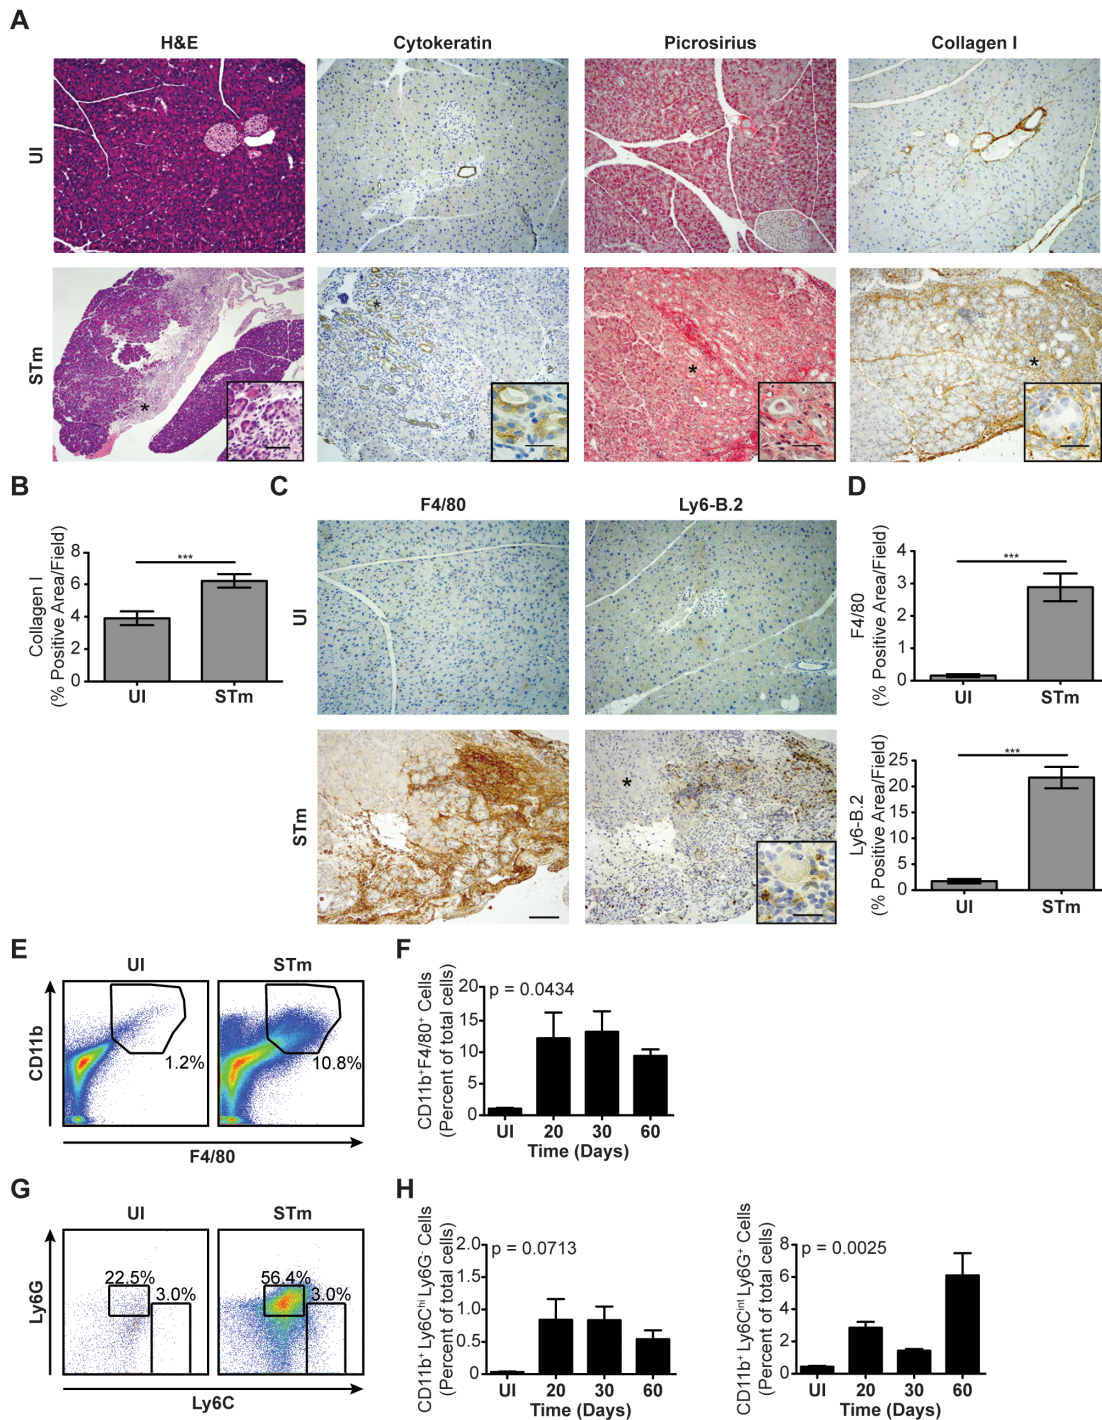 A
H&E Cytokeratin Picrosirius Collagen I
UI
*
STm
* * * *
B
Collagen I
(% Positive Area/Field)
8
6
4
2
0
***
UI STm
C
F4/80 Ly6-B.2
UI
STm
*
D
F4/80
(% Positive Area/Field)
4
3
2
1
0
***
UI STm
Ly6-B.2
(% Positive Area/Field)
25
20
15
10
5
0
***
UI STm
E
UI STm
CD11b
1.2% 10.8%
F4/80
F
CD11b+F4/80+ Cells
(Percent of total cells)
20
15
10
5
0
p = 0.0434
UI 20 30 60
Time (Days)
G
UI STm
Ly6G
22.5% 56.4%
3.0% 3.0%
Ly6C
H
CD11b+ Ly6Chi Ly6G- Cells
(Percent of total cells)
2.0
1.5
1.0
0.5
0.0
p = 0.0713
UI 20 30 60
Time (Days)
CD11b+ Ly6Cint Ly6G+ Cells
(Percent of total cells)
8
6
4
2
0
p = 0.0025
UI 20 30 60
Time (Days)